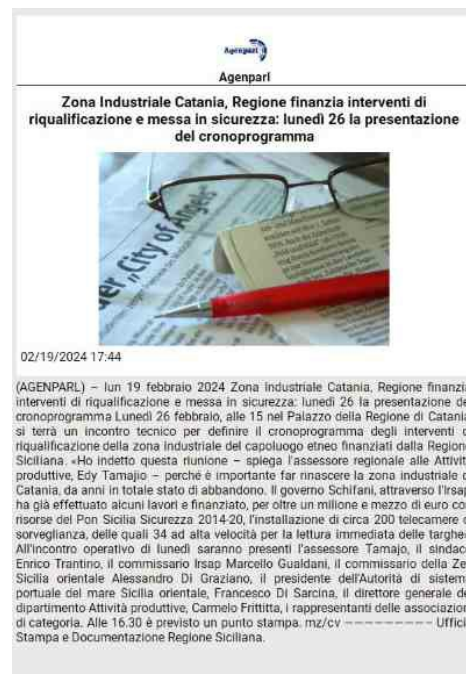 Agenparl
Agenparl
Zona Industriale Catania, Regione finanzia interventi di
riqualificazione e messa in sicurezza: lunedì 26 la presentazione
del cronoprogramma
der „City of Angels"
02/19/2024 17:44
(AGENPARL) – lun 19 febbraio 2024 Zona Industriale Catania, Regione finanzia
interventi di riqualificazione e messa in sicurezza: lunedì 26 la presentazione de
cronoprogramma Lunedì 26 febbraio, alle 15 nel Palazzo della Regione di Catania
si terrà un incontro tecnico per definire il cronoprogramma degli interventi d
riqualificazione della zona industriale del capoluogo etneo finanziati dalla Region
Siciliana. «Ho indetto questa riunione – spiega l'assessore regionale alle Attivit
produttive, Edy Tamajio – perché è importante far rinascere la zona industriale d
Catania, da anni in totale stato di abbandono. Il governo Schifani, attraverso l'Irsap
ha già effettuato alcuni lavori e finanziato, per oltre un milione e mezzo di euro con
risorse del Pon Sicilia Sicurezza 2014-20, l'installazione di circa 200 telecamere d
sorveglianza, delle quali 34 ad alta velocità per la lettura immediata delle targhe»
All'incontro operativo di lunedì saranno presenti l'assessore Tamajo, il sindaco
Enrico Trantino, il commissario Irsap Marcello Gualdani, il commissario della Zes
Sicilia orientale Alessandro Di Graziano, il presidente dell'Autorità di sistema
portuale del mare Sicilia orientale, Francesco Di Sarcina, il direttore generale de
dipartimento Attività produttive, Carmelo Frittitta, i rappresentanti delle associazion
di categoria. Alle 16.30 è previsto un punto stampa. mz/cv ————————— Uffici
Stampa e Documentazione Regione Siciliana.